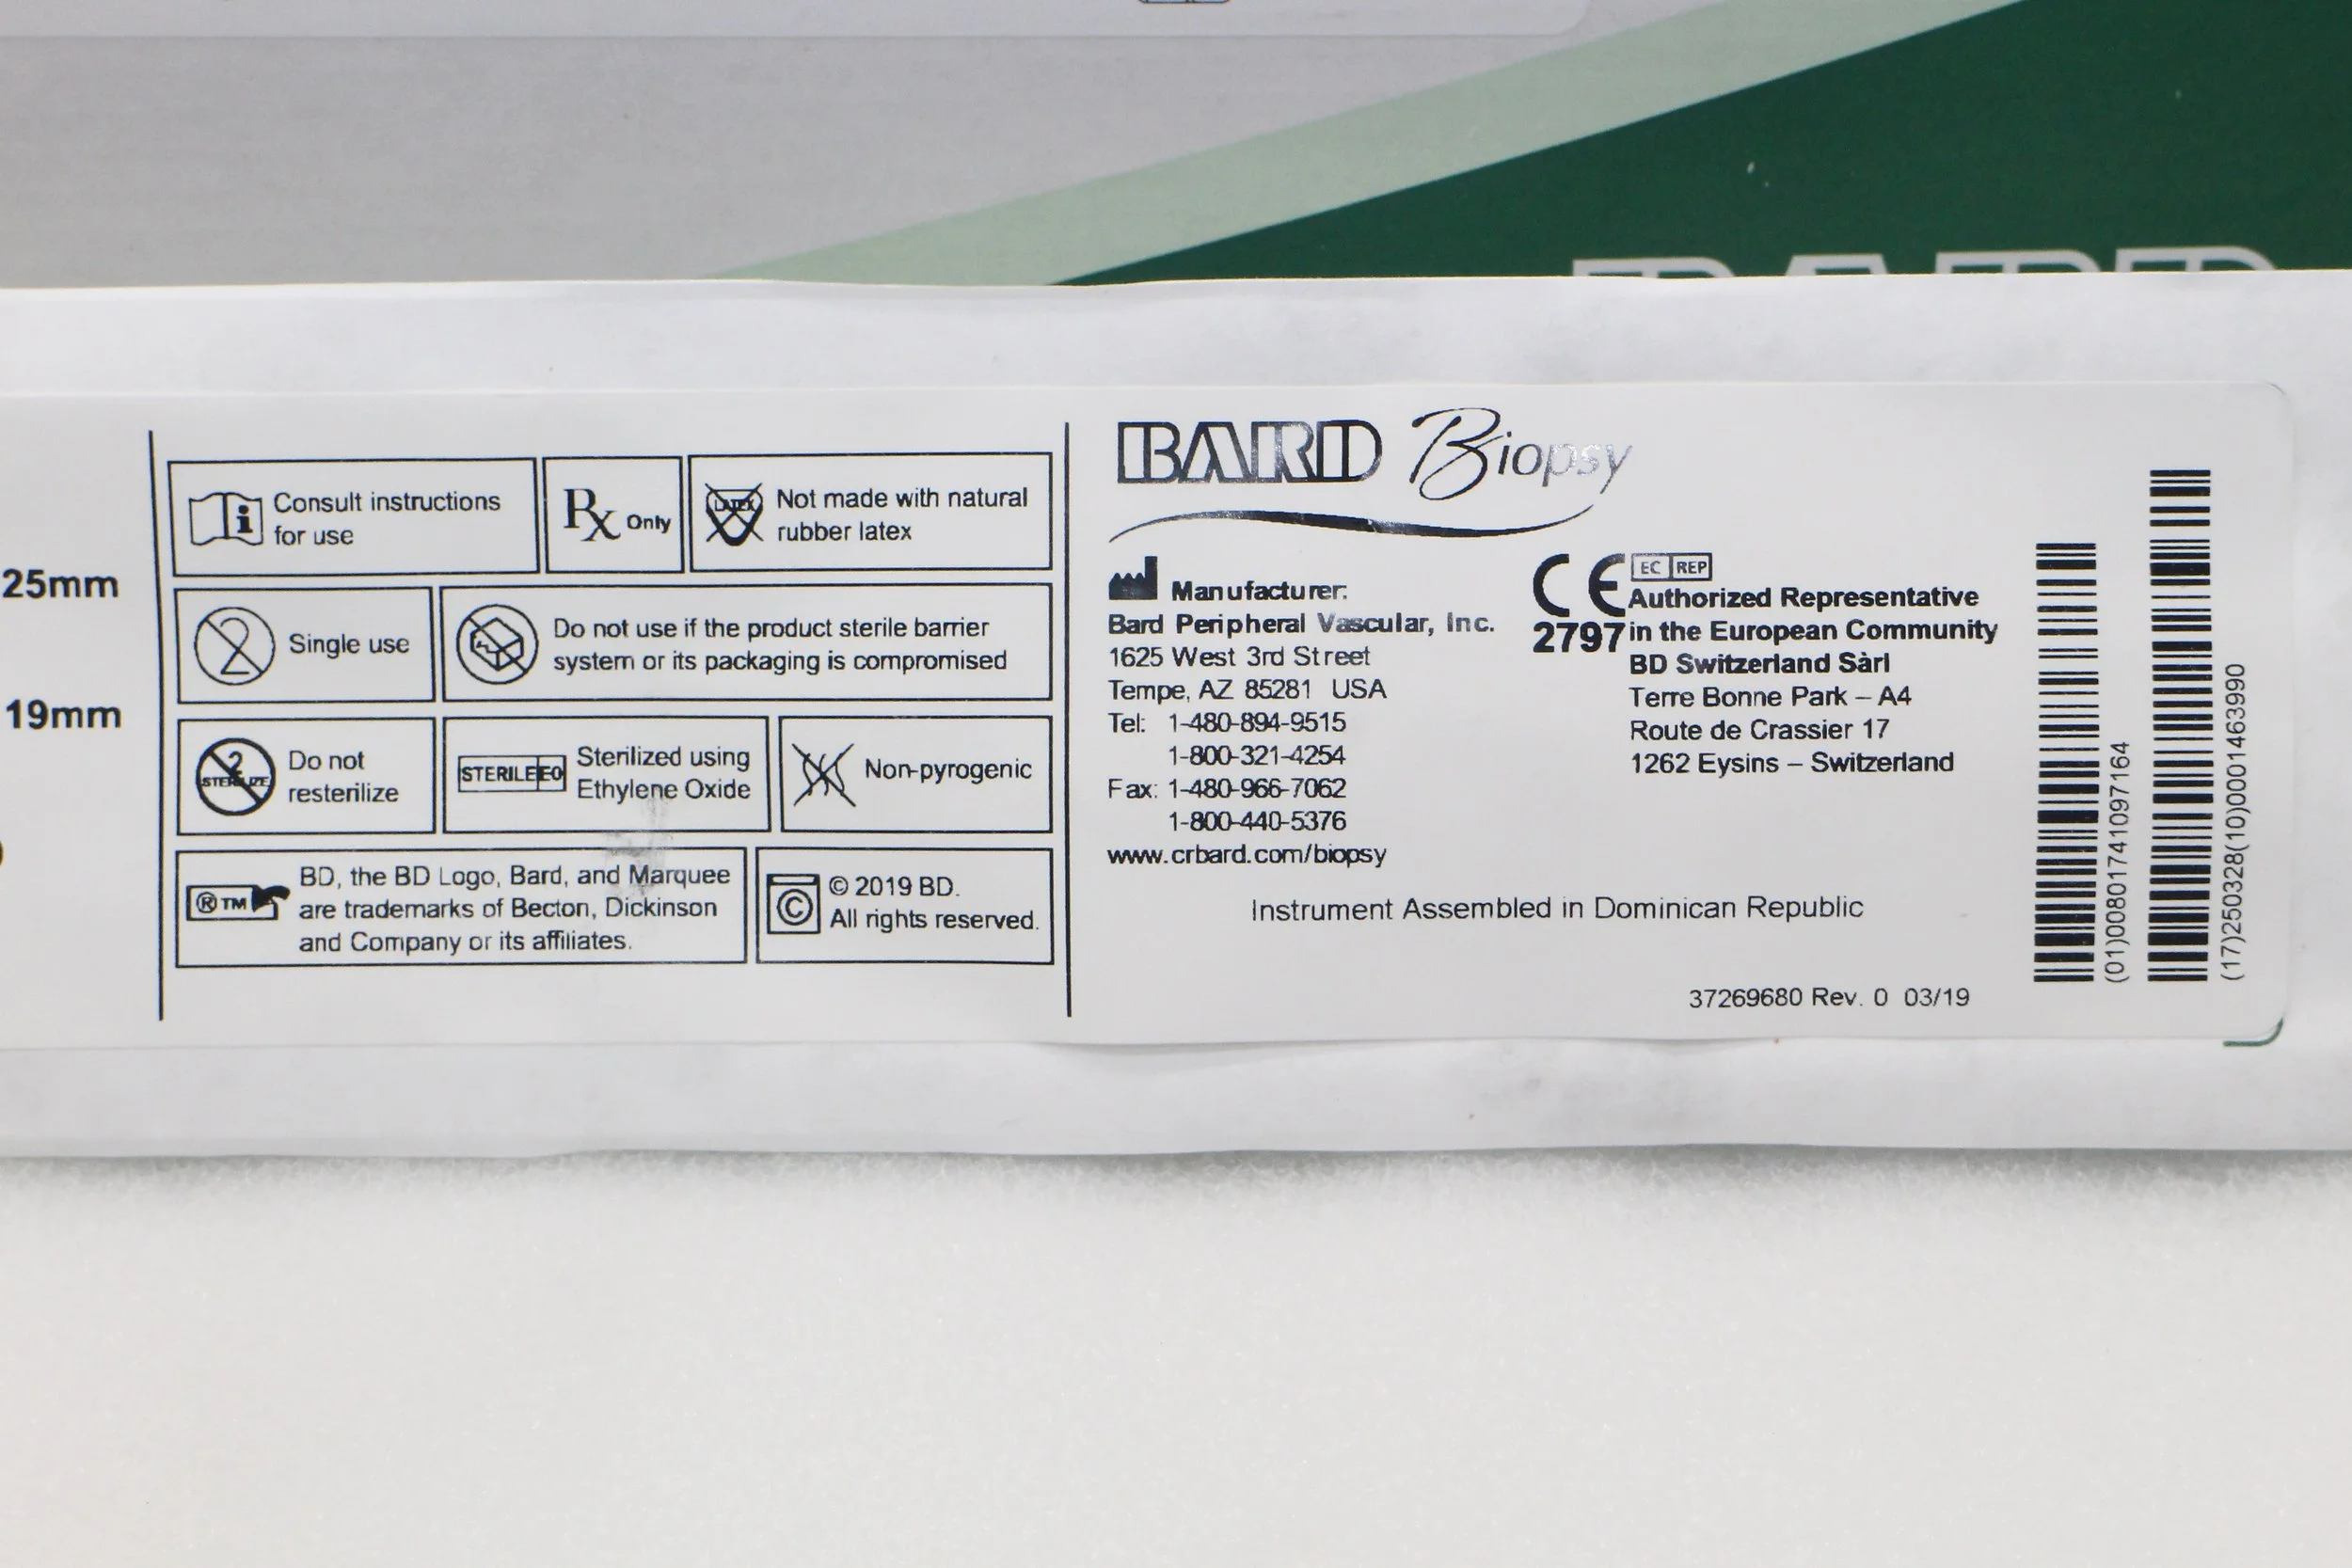 BARD
25mm
19mm
Consult instructions
for use
Rx Only
LATEX
Not made with natural
rubber latex
2
Single use
Do not use if the product sterile barrier
system or its packaging is compromised
2
STERILIZE
Do not
resterilize
STERILE EO
Sterilized using
Ethylene Oxide
Non-pyrogenic
® TM
BD, the BD Logo, Bard, and Marquee
are trademarks of Becton, Dickinson
and Company or its affiliates.
©
© 2019 BD.
All rights reserved.
BARD Biopsy
Manufacturer:
Bard Peripheral Vascular, Inc.
1625 West 3rd Street
Tempe, AZ 85281 USA
Tel: 1-480-894-9515
1-800-321-4254
Fax: 1-480-966-7062
1-800-440-5376
www.crbard.com/biopsy
CE
2797
EC REP
Authorized Representative
in the European Community
BD Switzerland Sàrl
Terre Bonne Park – A4
Route de Crassier 17
1262 Eysins – Switzerland
Instrument Assembled in Dominican Republic
37269680 Rev. 0 03/19
(01)00801741097164
(17)250328(10)0001463990